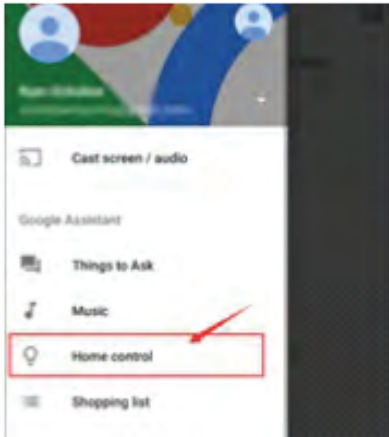 Cast screen / audio
Google Assistant
Things to Ask
Music
Home control
Shopping list